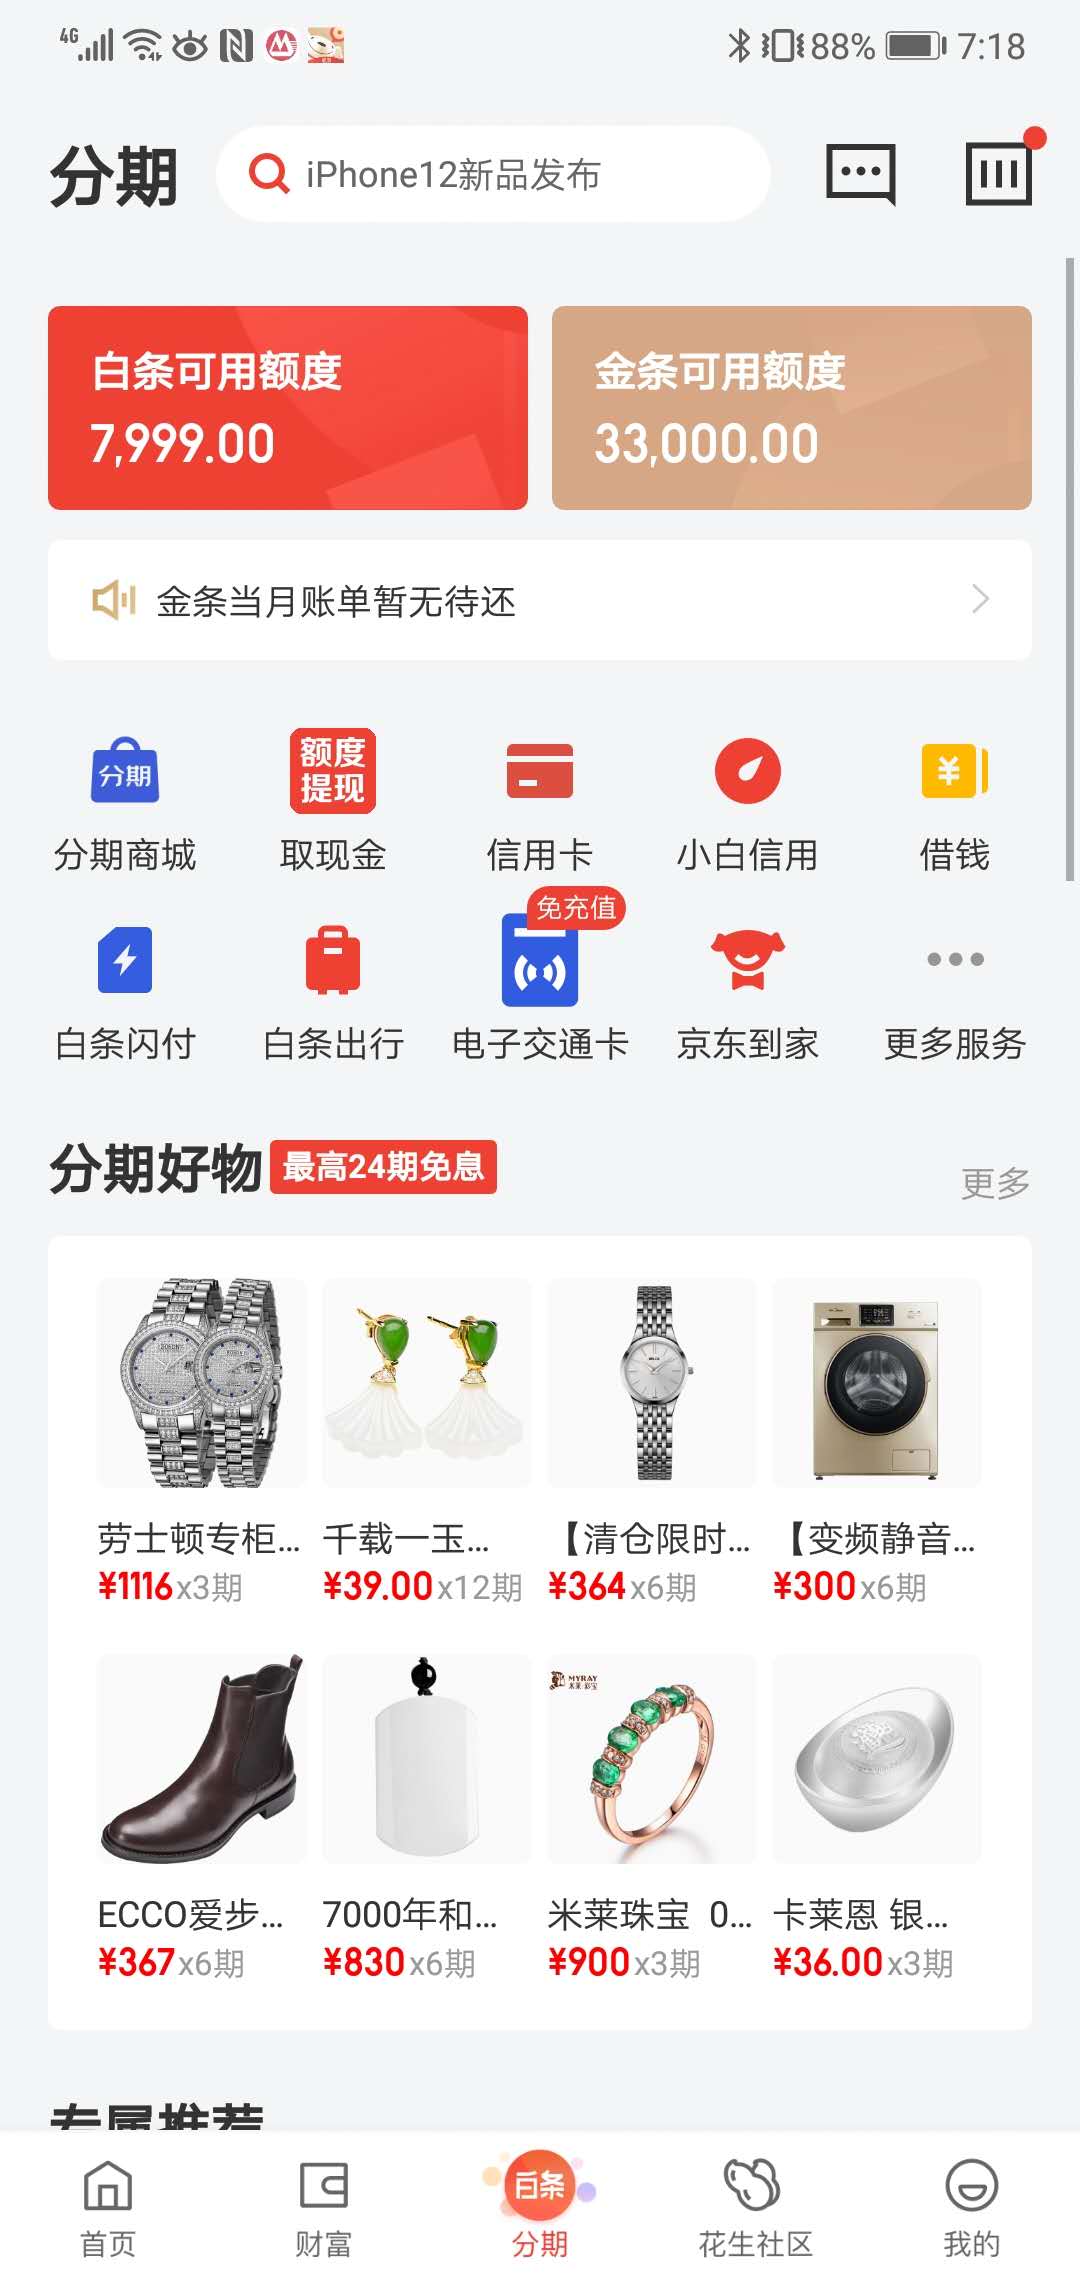 4G 88% 7:18
分期 iPhone12新品发布
白条可用额度 金条可用额度
7,999.00 33,000.00
金条当月账单暂无待还
分期 额度
提现 ¥
分期商城 取现金 信用卡 小白信用 借钱
免充值
白条闪付 白条出行 电子交通卡 京东到家 更多服务
分期好物 最高24期免息 更多
劳士顿专柜... 千载一玉... 【清仓限时... 【变频静音...
¥1116x3期 ¥39.00x12期 ¥364x6期 ¥300x6期
MYRAY
米莱·彩宝
ECCO爱步... 7000年和... 米莱珠宝 0... 卡莱恩 银...
¥367x6期 ¥830x6期 ¥900x3期 ¥36.00x3期
专属推荐
白条
首页 财富 分期 花生社区 我的